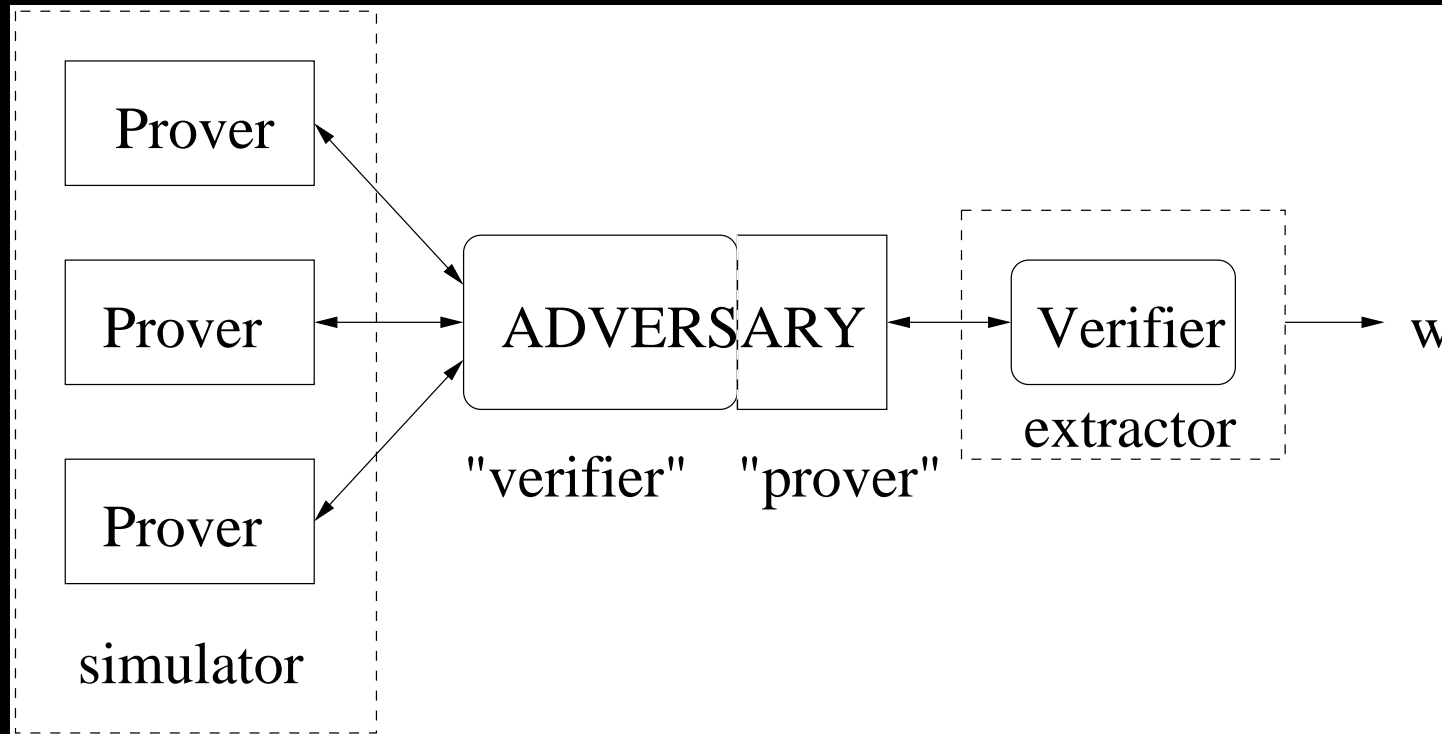 Prover
Prover
ADVERSARY
Verifier
w
extractor
"verifier" "prover"
Prover
simulator